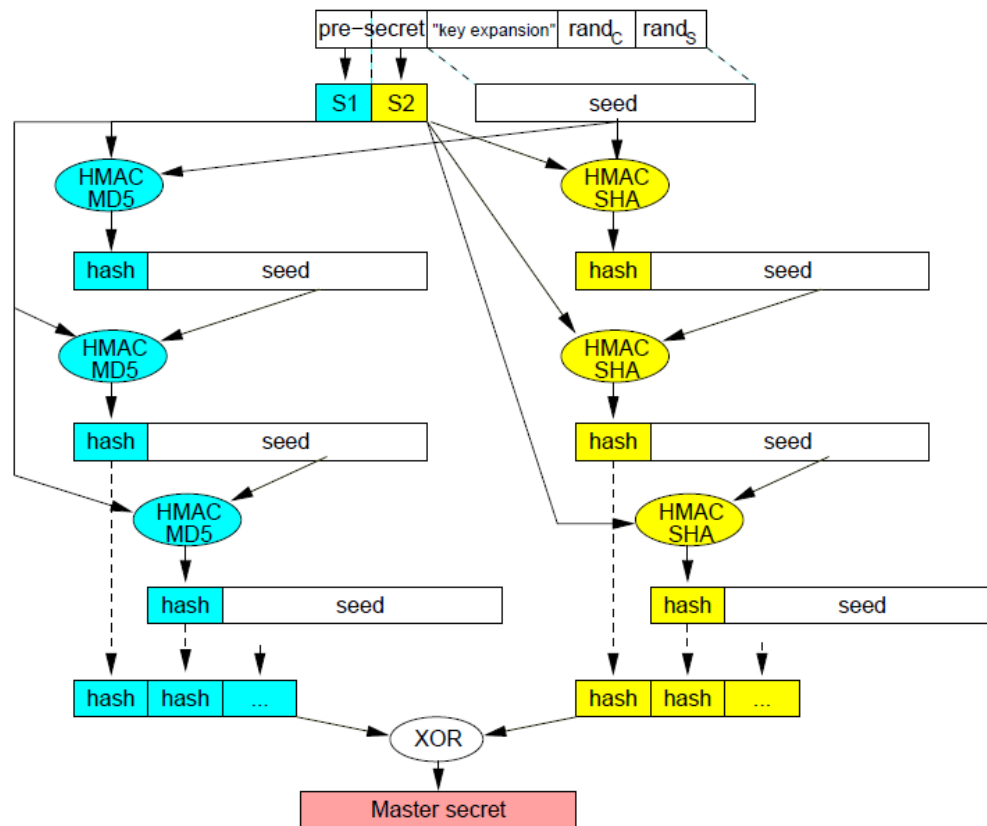 pre-secret "key expansion" rand_C rand_S
S1 S2 seed
HMAC
MD5
HMAC
SHA
hash seed
hash seed
HMAC
MD5
HMAC
SHA
hash seed
hash seed
HMAC
MD5
HMAC
SHA
hash seed
hash seed
hash hash ...
hash hash ...
XOR
Master secret